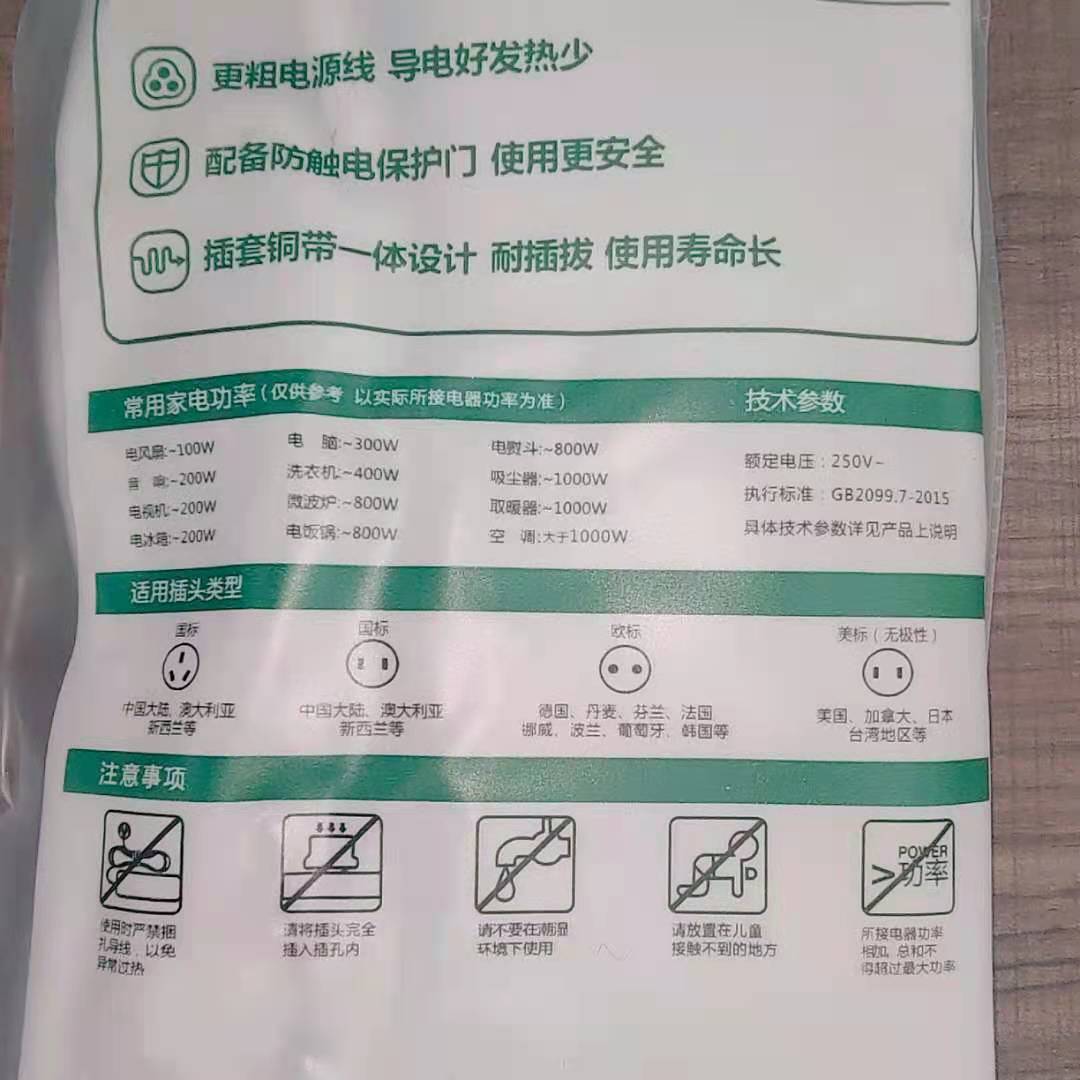 更粗电源线 导电好发热少
配备防触电保护门 使用更安全
插套铜带一体设计 耐插拔 使用寿命长
常用家电功率(仅供参考 以实际所接电器功率为准)
电风扇:~100W 电 脑:~300W 电熨斗:~800W
音 响:~200W 洗衣机:~400W 吸尘器:~1000W
电视机:~200W 微波炉:~800W 取暖器:~1000W
电冰箱:~200W 电饭锅:~800W 空 调:大于1000W
技术参数
额定电压:250V~
执行标准:GB2099.7-2015
具体技术参数详见产品上说明
适用插头类型
国标
中国大陆、澳大利亚
新西兰等
国标
中国大陆、澳大利亚
新西兰等
欧标
德国、丹麦、芬兰、法国
挪威、波兰、葡萄牙、韩国等
美标(无极性)
美国、加拿大、日本
台湾地区等
注意事项
使用时严禁捆
扎导线,以免
异常过热
请将插头完全
插入插孔内
请不要在潮湿
环境下使用
请放置在儿童
接触不到的地方
POWER
>功率
所接电器功率
相加,总和不
得超过最大功率